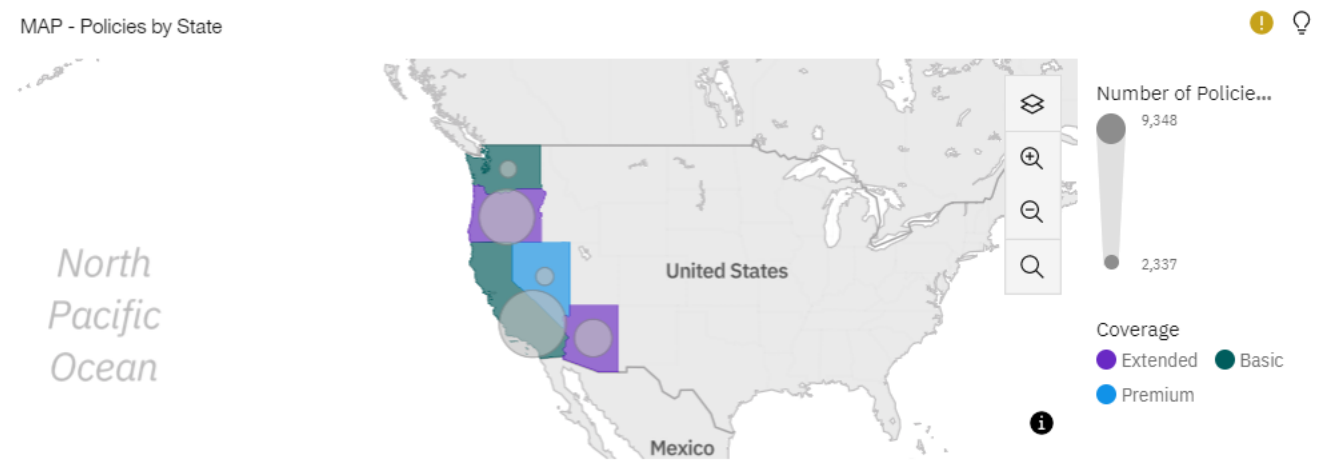 MAP - Policies by State
!
North
Pacific
Ocean
United States
Mexico
i
Number of Policie...
9,348
2,337
Coverage
Extended
Basic
Premium